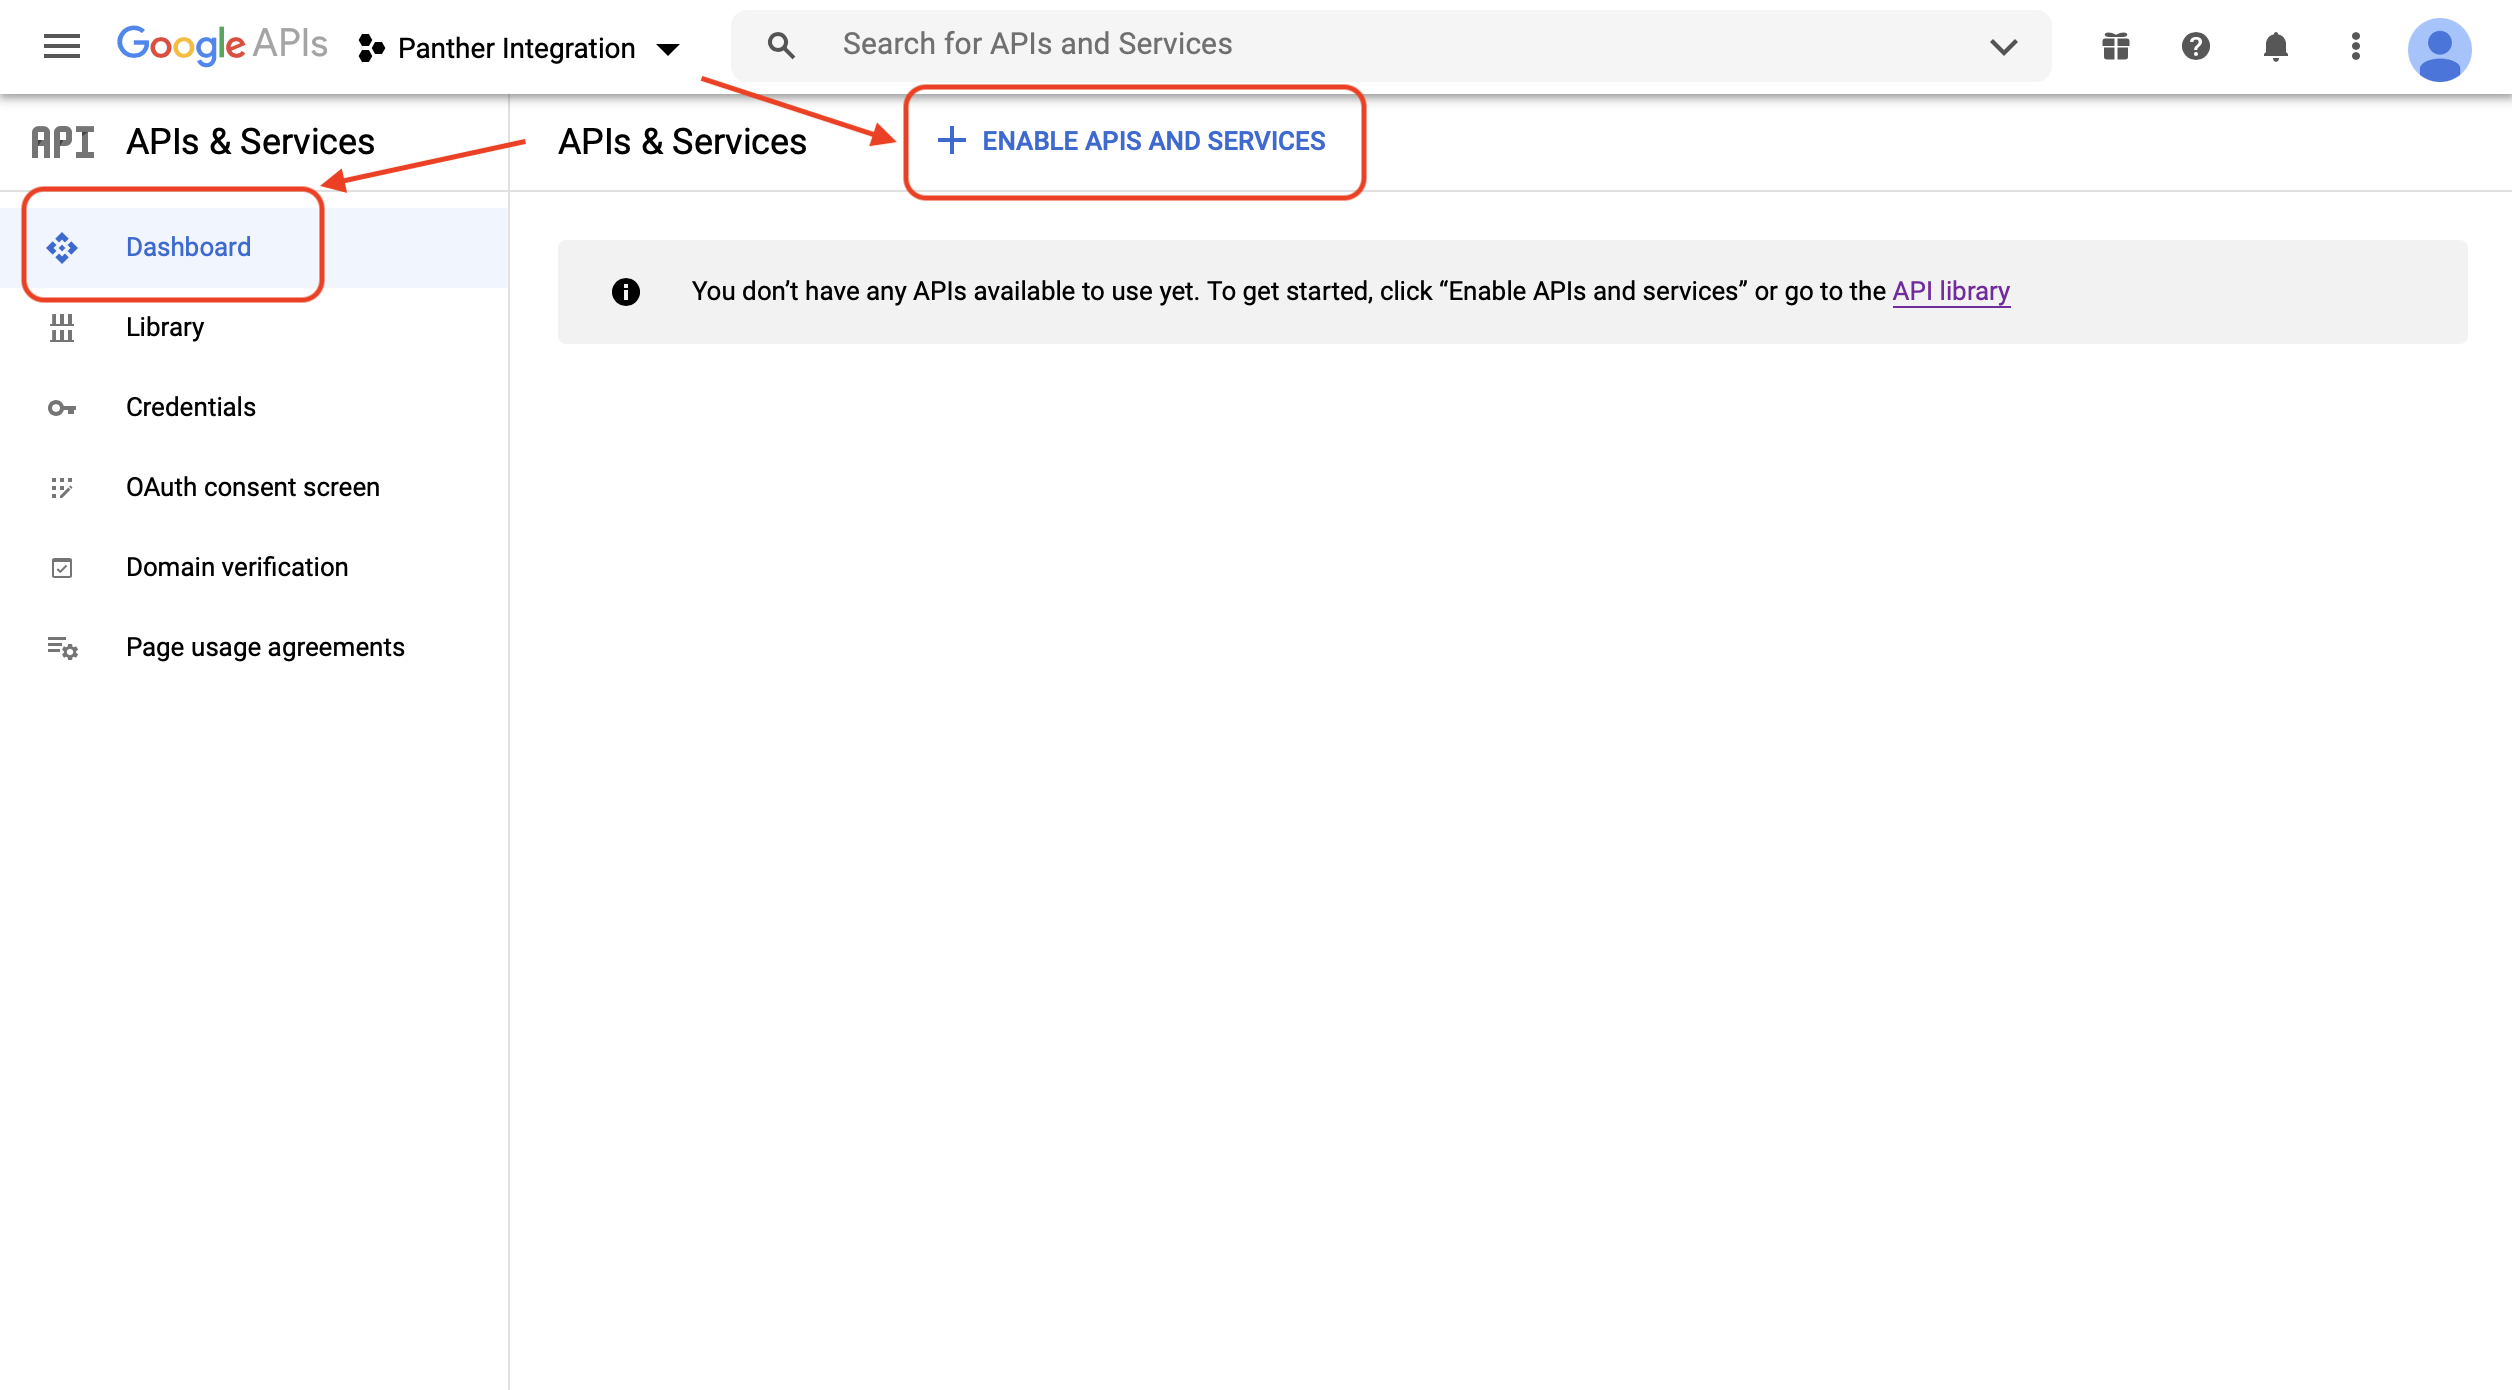 Google APIs
Panther Integration
Search for APIs and Services
API
APIs & Services
APIs & Services
ENABLE APIS AND SERVICES
Dashboard
You don’t have any APIs available to use yet. To get started, click “Enable APIs and services” or go to the API library
Library
Credentials
OAuth consent screen
Domain verification
Page usage agreements